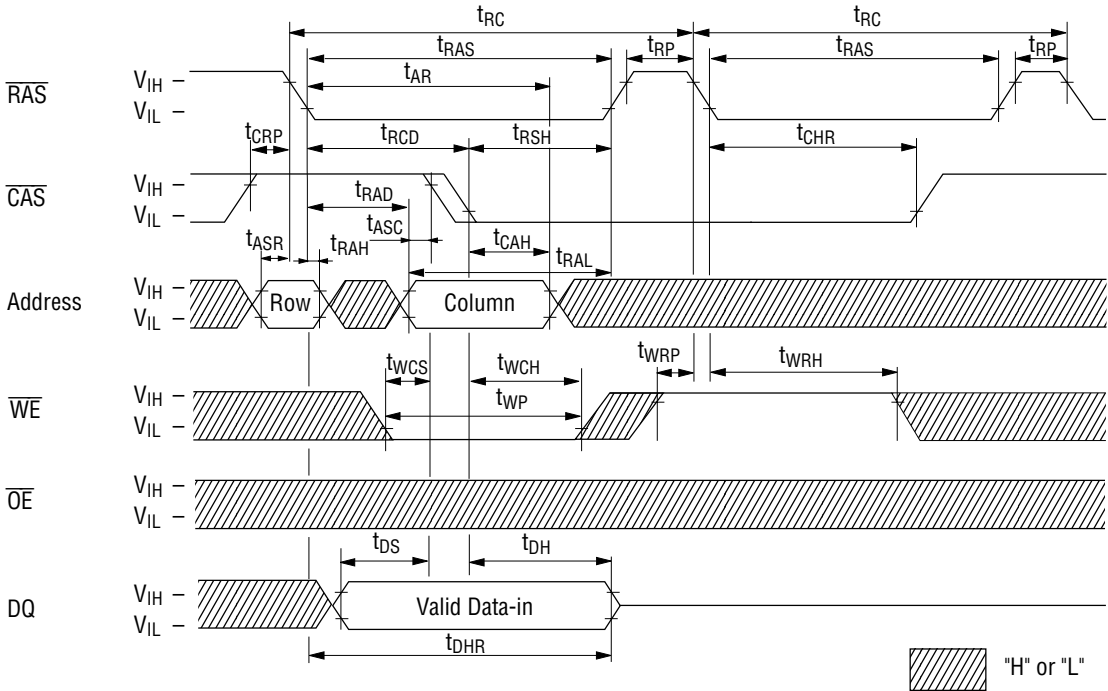 tRC tRC
tRAS tRP tRAS tRP
tAR
RAS VIH
VIL
tCRP tRCD tRSH tCHR
CAS VIH
VIL
tRAD
tASC
tASR tRAH tCAH
tRAL
Address VIH
VIL
Row Column
tWCS tWCH tWRP tWRH
tWP
WE VIH
VIL
OE VIH
VIL
tDS tDH
DQ VIH
VIL
Valid Data-in
tDHR
"H" or "L"